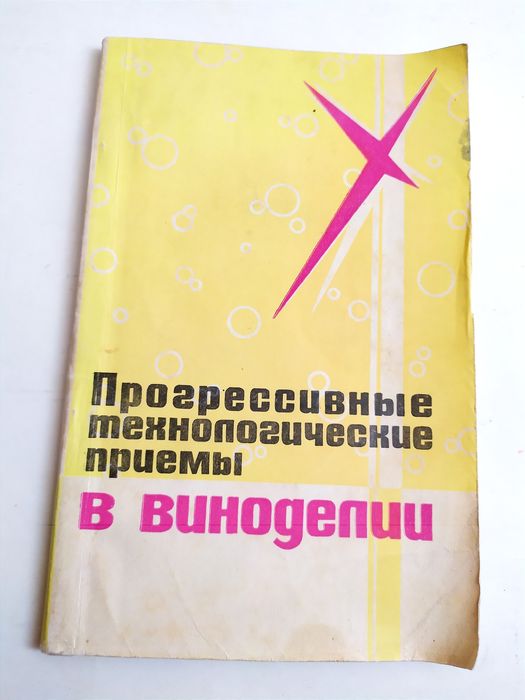 Прогрессивные
технологические
приемы
в виноделии